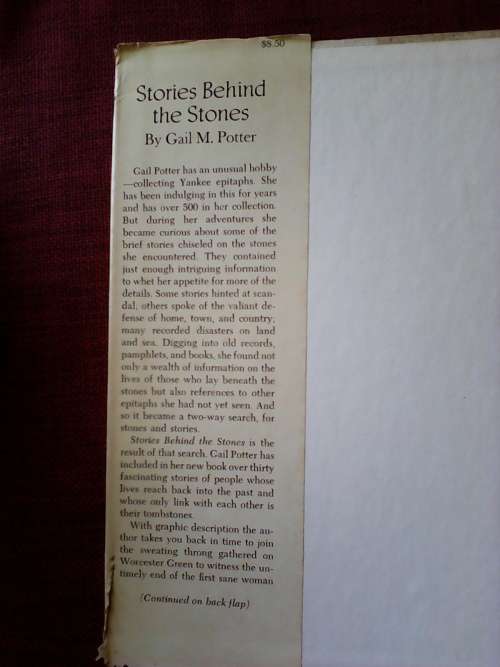 $8.50
Stories Behind
the Stones
By Gail M. Potter
Gail Potter has an unusual hobby
—collecting Yankee epitaphs. She
has been indulging in this for years
and has over 500 in her collection.
But during her adventures she
became curious about some of the
brief stories chiseled on the stones
she encountered. They contained
just enough intriguing information
to whet her appetite for more of the
details. Some stories hinted at scan-
dal; others spoke of the valiant de-
fense of home, town, and country;
many recorded disasters on land
and sea. Digging into old records,
pamphlets, and books, she found not
only a wealth of information on the
lives of those who lay beneath the
stones but also references to other
epitaphs she had not yet seen. And
so it became a two-way search, for
stones and stories.
Stories Behind the Stones is the
result of that search. Gail Potter has
included in her new book over thirty
fascinating stories of people whose
lives reach back into the past and
whose only link with each other is
their tombstones.
With graphic description the au-
thor takes you back in time to join
the sweating throng gathered on
Worcester Green to witness the un-
timely end of the first sane woman
(Continued on back flap)